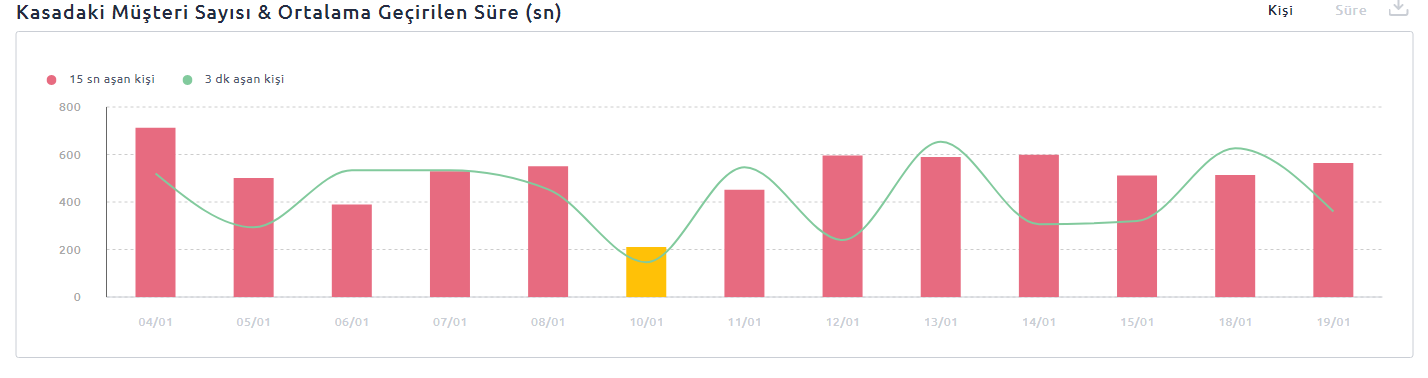 Kasadaki Müşteri Sayısı & Ortalama Geçirilen Süre (sn)
Kişi Süre
15 sn aşan kişi 3 dk aşan kişi
800
600
400
200
0
04/01 05/01 06/01 07/01 08/01 10/01 11/01 12/01 13/01 14/01 15/01 18/01 19/01